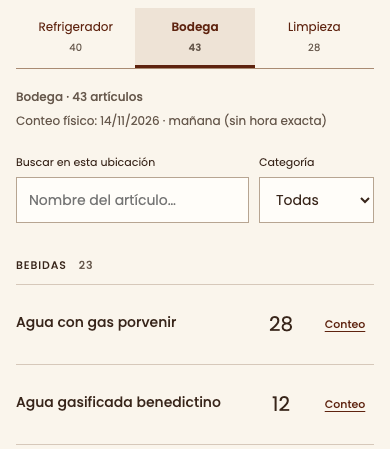 Refrigerador Bodega Limpieza
40 43 28
Bodega · 43 artículos
Conteo físico: 14/11/2026 · mañana (sin hora exacta)
Buscar en esta ubicación Categoría
Nombre del artículo... Todas
BEBIDAS 23
Agua con gas porvenir 28 Conteo
Agua gasificada benedictino 12 Conteo